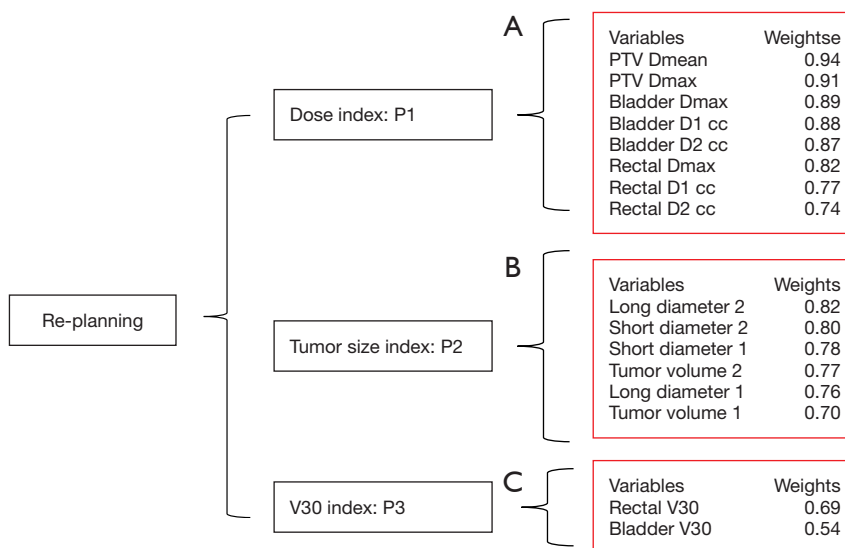 Re-planning
Dose index: P1
A
Variables Weightse
PTV Dmean 0.94
PTV Dmax 0.91
Bladder Dmax 0.89
Bladder D1 cc 0.88
Bladder D2 cc 0.87
Rectal Dmax 0.82
Rectal D1 cc 0.77
Rectal D2 cc 0.74
Tumor size index: P2
B
Variables Weights
Long diameter 2 0.82
Short diameter 2 0.80
Short diameter 1 0.78
Tumor volume 2 0.77
Long diameter 1 0.76
Tumor volume 1 0.70
V30 index: P3
C
Variables Weights
Rectal V30 0.69
Bladder V30 0.54